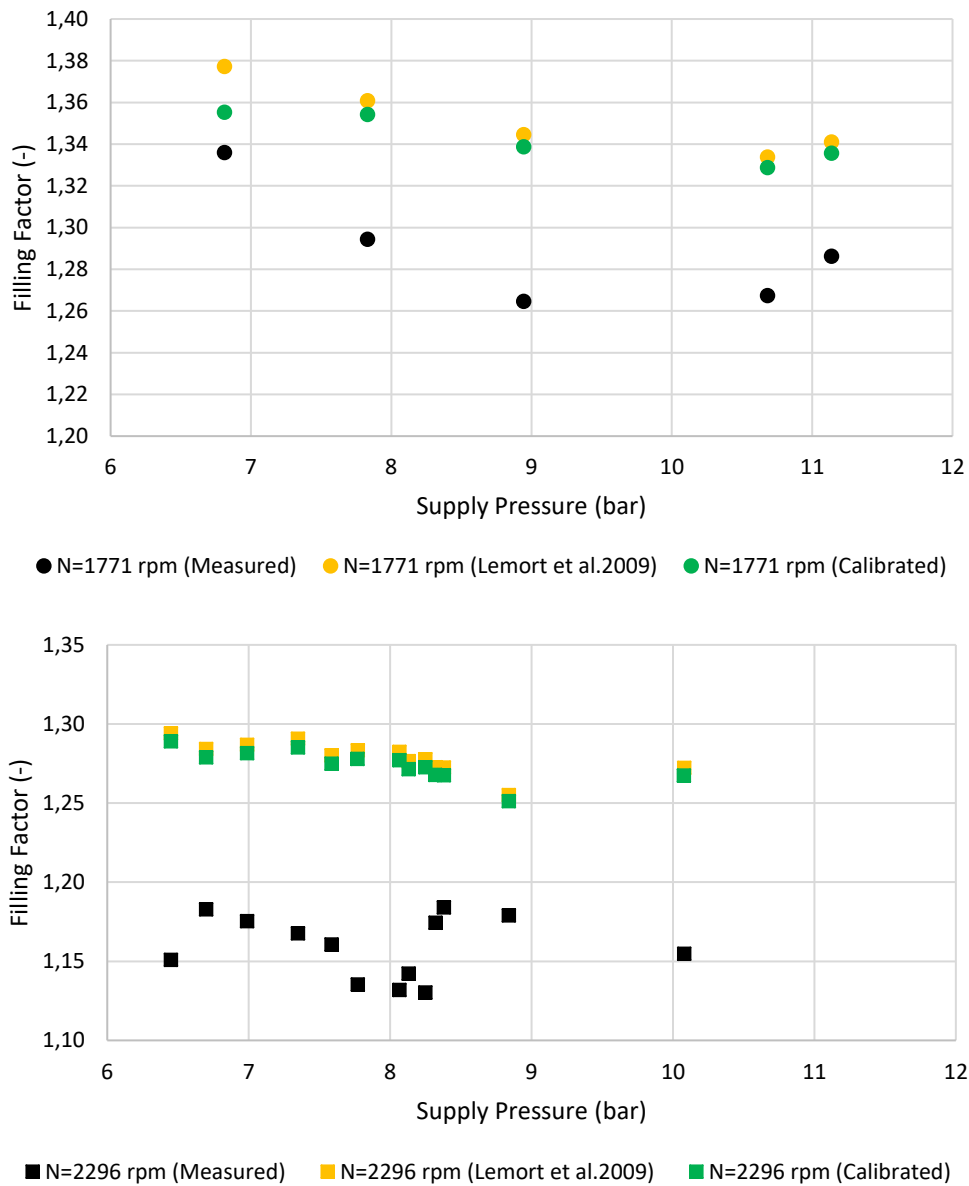 1,40
1,38
1,36
1,34
1,32
1,30
1,28
1,26
1,24
1,22
1,20
Filling Factor (-)
6 7 8 9 10 11 12
Supply Pressure (bar)
N=1771 rpm (Measured) N=1771 rpm (Lemort et al.2009) N=1771 rpm (Calibrated)
1,35
1,30
1,25
1,20
1,15
1,10
Filling Factor (-)
6 7 8 9 10 11 12
Supply Pressure (bar)
N=2296 rpm (Measured) N=2296 rpm (Lemort et al.2009) N=2296 rpm (Calibrated)